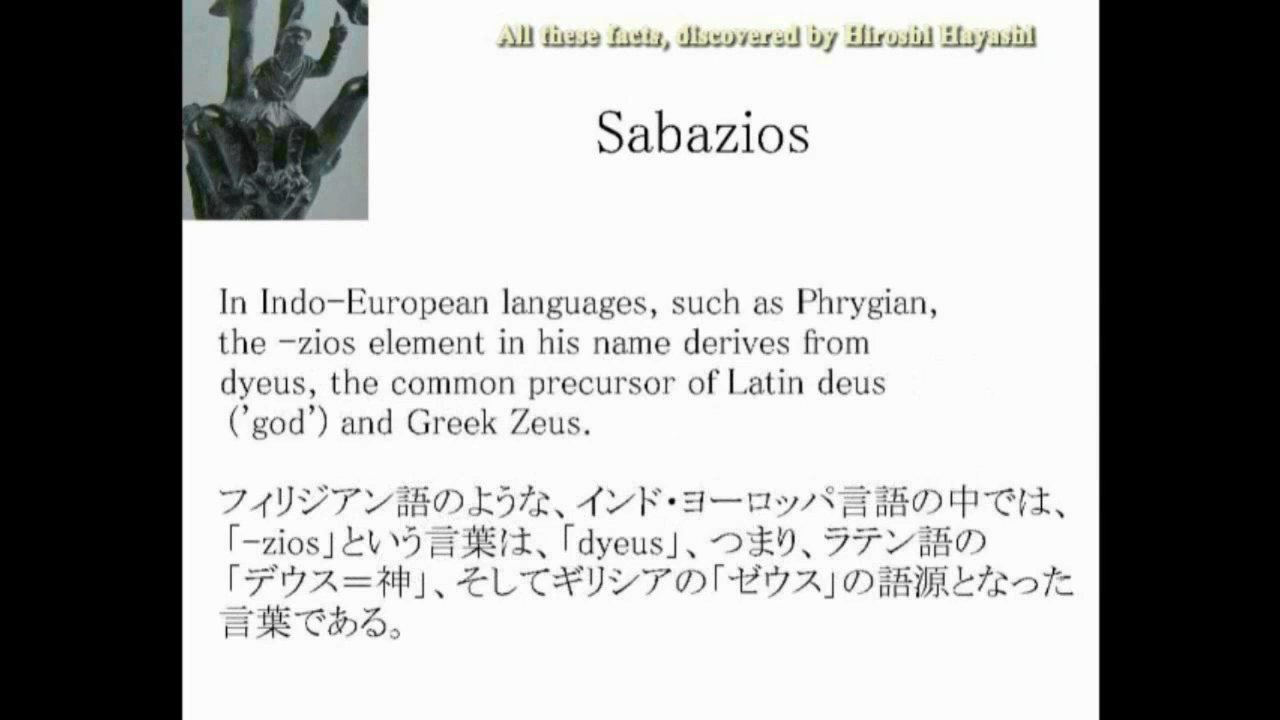 All these facts, discovered by Hiroshi Hayashi
Sabazios
In Indo-European languages, such as Phrygian,
the -zios element in his name derives from
dyeus, the common precursor of Latin deus
('god') and Greek Zeus.
フィリジアン語のような、インド・ヨーロッパ言語の中では、
「-zios」という言葉は、「dyeus」、つまり、ラテン語の
「デウス＝神」、そしてギリシアの「ゼウス」の語源となった
言葉である。